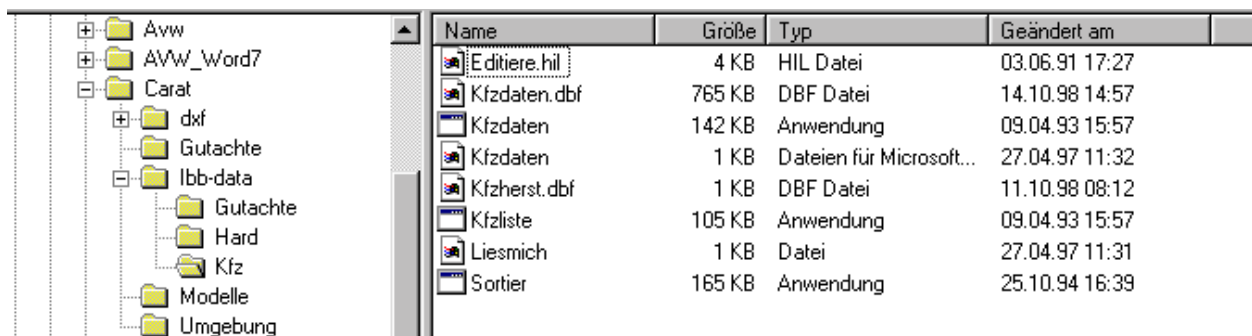 Avw
AVW_Word7
Carat
dxf
Gutachte
Ibb-data
Gutachte
Hard
Kfz
Modelle
Umgebung
Name Größe Typ Geändert am
Editiere.hil 4 KB HIL Datei 03.06.91 17:27
Kfzdaten.dbf 765 KB DBF Datei 14.10.98 14:57
Kfzdaten 142 KB Anwendung 09.04.93 15:57
Kfzdaten 1 KB Dateien für Microsoft... 27.04.97 11:32
Kfzherst.dbf 1 KB DBF Datei 11.10.98 08:12
Kfzliste 105 KB Anwendung 09.04.93 15:57
Liesmich 1 KB Datei 27.04.97 11:31
Sortier 165 KB Anwendung 25.10.94 16:39